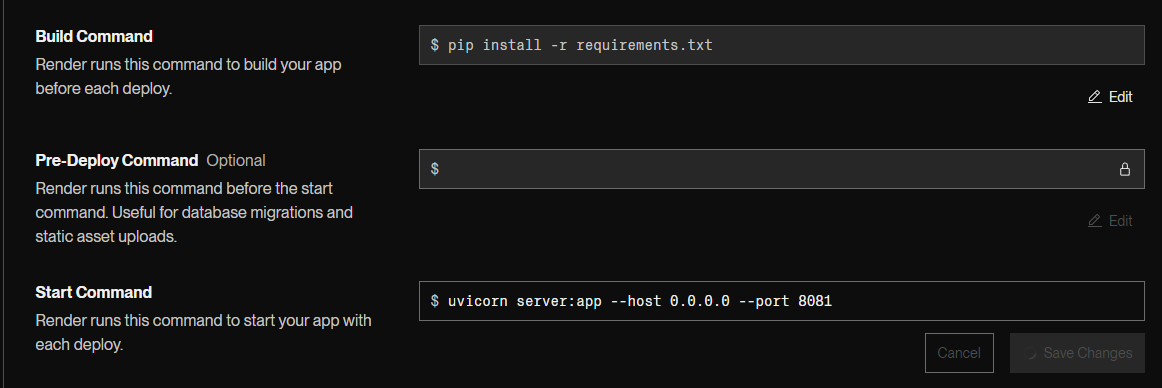 Build Command
$ pip install -r requirements.txt
Render runs this command to build your app
before each deploy.
Edit
Pre-Deploy Command Optional
$
Render runs this command before the start
command. Useful for database migrations and
static asset uploads.
Edit
Start Command
$ uvicorn server:app --host 0.0.0.0 --port 8081
Render runs this command to start your app with
each deploy.
Cancel
Save Changes